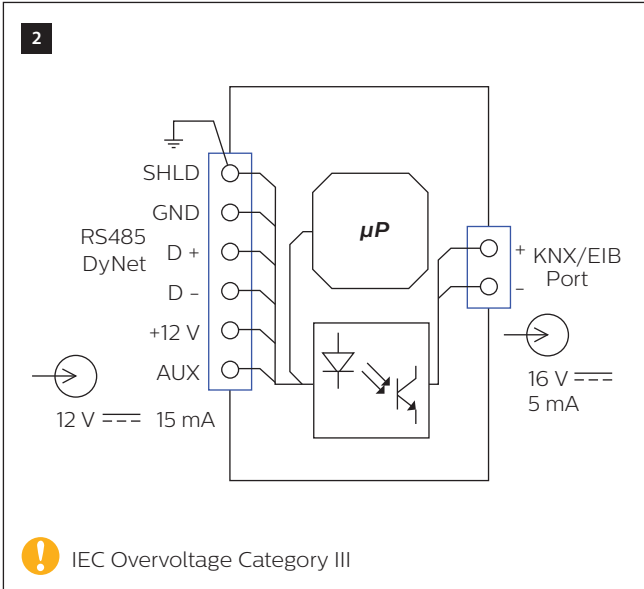 2
SHLD
GND
RS485
DyNet
D +
D -
+12 V
AUX
12 V 15 mA
µP
+
-
KNX/EIB
Port
16 V
5 mA
! IEC Overvoltage Category III